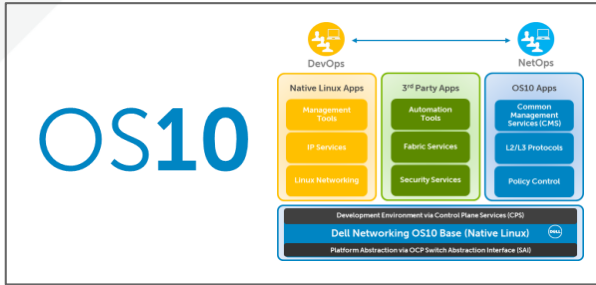 OS10
DevOps
NetOps
Native Linux Apps
Management
Tools
IP Services
Linux Networking
3rd Party Apps
Automation
Tools
Fabric Services
Security Services
OS10 Apps
Common
Management
Services (CMS)
L2/L3 Protocols
Policy Control
Development Environment via Control Plane Services (CPS)
Dell Networking OS10 Base (Native Linux)
DELL
Platform Abstraction via OCP Switch Abstraction Interface (SAI)